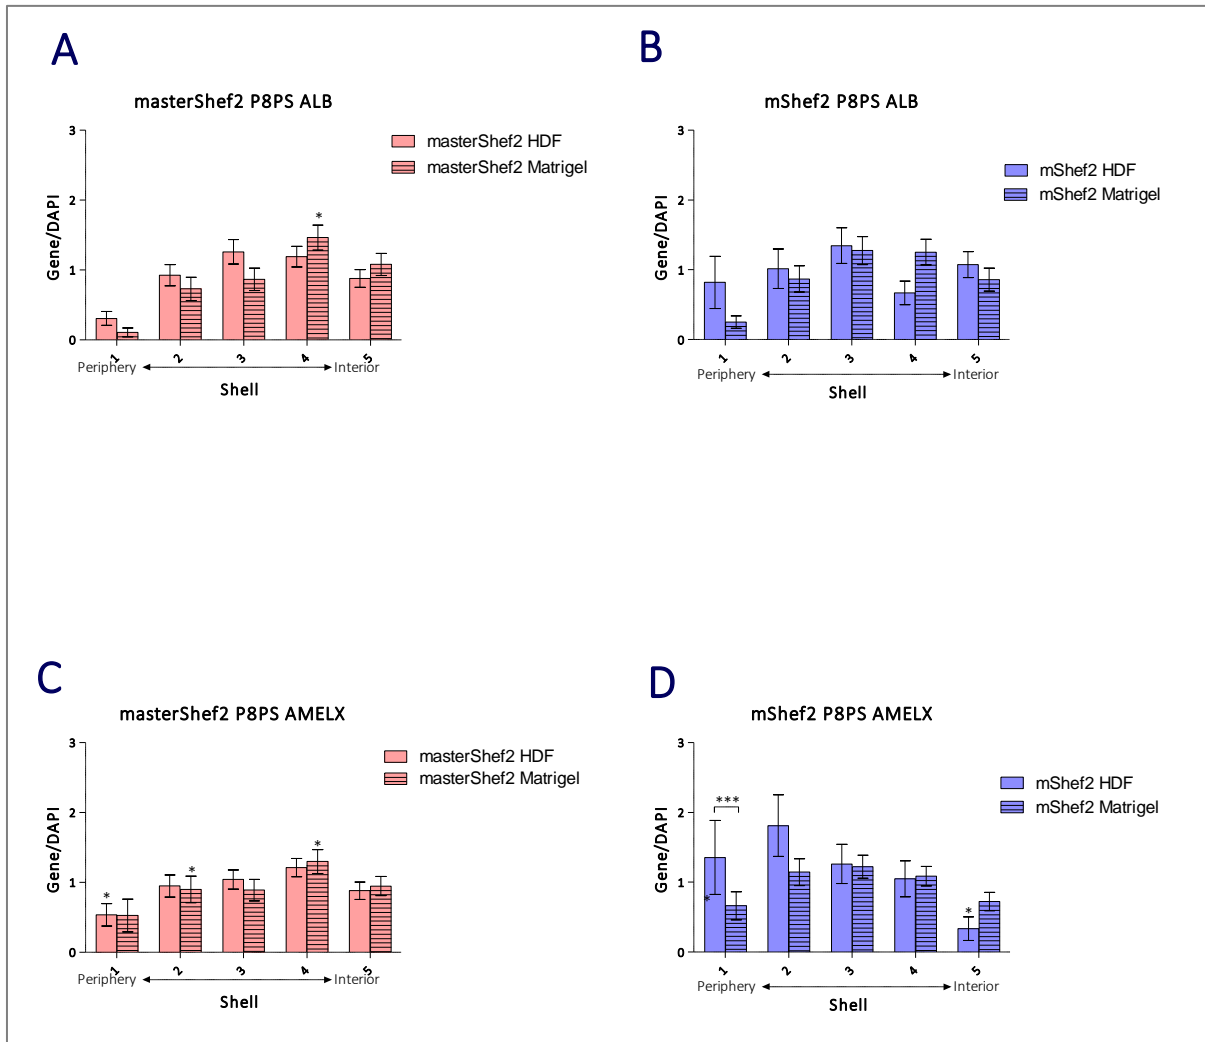 A
masterShef2 P8PS ALB
masterShef2 HDF
masterShef2 Matrigel
*
Gene/DAPI
3
2
1
0
1
2
3
4
5
Periphery
Interior
Shell
B
mShef2 P8PS ALB
mShef2 HDF
mShef2 Matrigel
Gene/DAPI
3
2
1
0
1
2
3
4
5
Periphery
Interior
Shell
C
masterShef2 P8PS AMELX
masterShef2 HDF
masterShef2 Matrigel
*
*
*
Gene/DAPI
3
2
1
0
1
2
3
4
5
Periphery
Interior
Shell
D
mShef2 P8PS AMELX
mShef2 HDF
mShef2 Matrigel
***
*
*
Gene/DAPI
3
2
1
0
1
2
3
4
5
Periphery
Interior
Shell